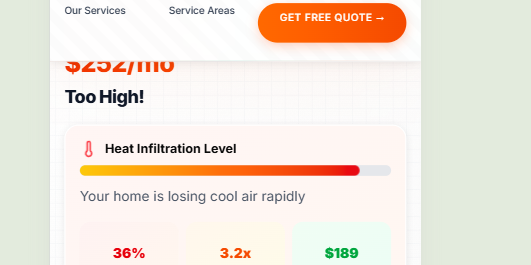 Our Services
Service Areas
GET FREE QUOTE →
$252/mo
Too High!
Heat Infiltration Level
Your home is losing cool air rapidly
36%
3.2x
$189